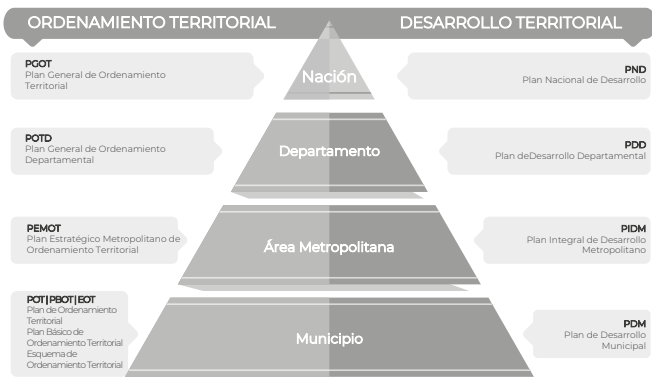 ORDENAMIENTO TERRITORIAL
DESARROLLO TERRITORIAL
PGOT
Plan General de Ordenamiento
Territorial
Nación
PND
Plan Nacional de Desarrollo
POTD
Plan General de Ordenamiento
Departamental
Departamento
PDD
Plan deDesarrollo Departamental
PEMOT
Plan Estratégico Metropolitano de
Ordenamiento Territorial
Área Metropolitana
PIDM
Plan Integral de Desarrollo
Metropolitano
POT|PBOT|EOT
Plan de Ordenamiento
Territorial
Plan Básico de
Ordenamiento Territorial
Esquema de
Ordenamiento Territorial
Municipio
PDM
Plan de Desarrollo
Municipal